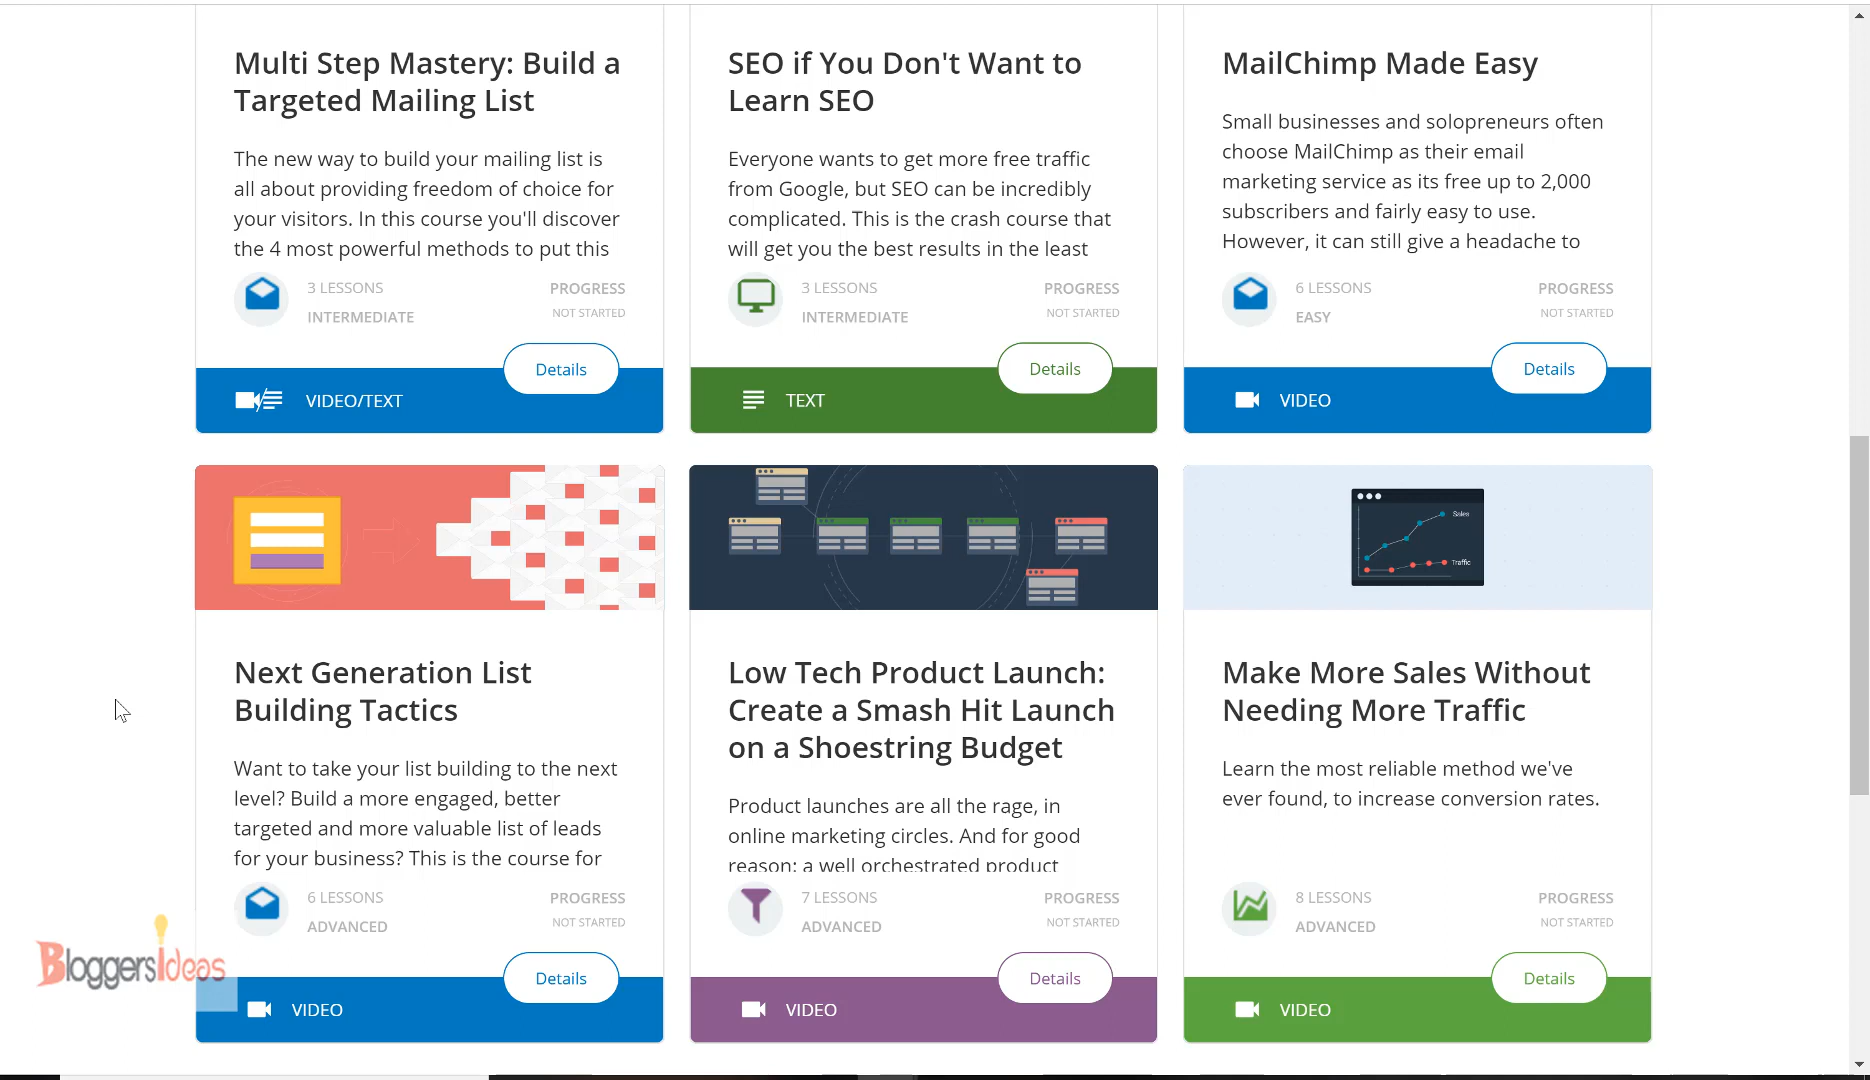 Multi Step Mastery: Build a
Targeted Mailing List
The new way to build your mailing list is
all about providing freedom of choice for
your visitors. In this course you'll discover
the 4 most powerful methods to put this
3 LESSONS
INTERMEDIATE
PROGRESS
NOT STARTED
Details
VIDEO/TEXT
SEO if You Don't Want to
Learn SEO
Everyone wants to get more free traffic
from Google, but SEO can be incredibly
complicated. This is the crash course that
will get you the best results in the least
3 LESSONS
INTERMEDIATE
PROGRESS
NOT STARTED
Details
TEXT
MailChimp Made Easy
Small businesses and solopreneurs often
choose MailChimp as their email
marketing service as its free up to 2,000
subscribers and fairly easy to use.
However, it can still give a headache to
6 LESSONS
EASY
PROGRESS
NOT STARTED
Details
VIDEO
Next Generation List
Building Tactics
Want to take your list building to the next
level? Build a more engaged, better
targeted and more valuable list of leads
for your business? This is the course for
6 LESSONS
ADVANCED
PROGRESS
NOT STARTED
Details
VIDEO
Low Tech Product Launch:
Create a Smash Hit Launch
on a Shoestring Budget
Product launches are all the rage, in
online marketing circles. And for good
reason: a well orchestrated product
7 LESSONS
ADVANCED
PROGRESS
NOT STARTED
Details
VIDEO
Sales
Traffic
Make More Sales Without
Needing More Traffic
Learn the most reliable method we've
ever found, to increase conversion rates.
8 LESSONS
ADVANCED
PROGRESS
NOT STARTED
Details
VIDEO
BloggersIdeas